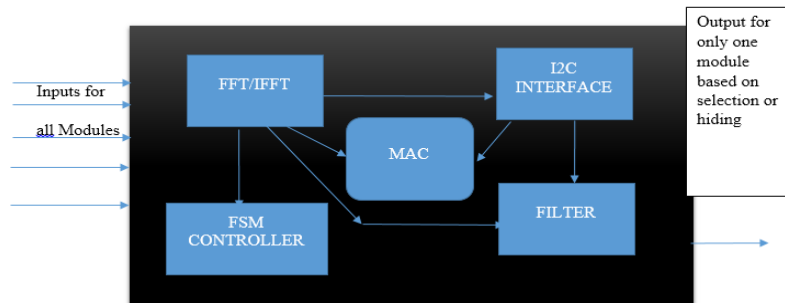 Inputs for
all Modules
FFT/IFFT
I2C
INTERFACE
MAC
FSM
CONTROLLER
FILTER
Output for
only one
module
based on
selection or
hiding